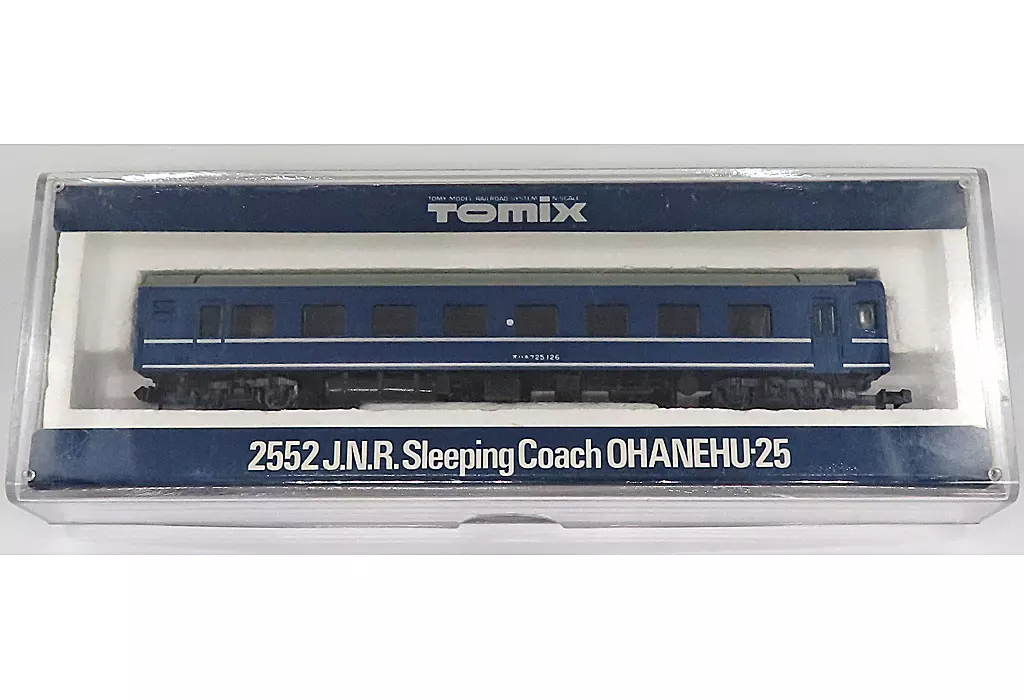 TOMY MODEL RAILROAD SYSTEM N-SCALE
TOMIX
オハネフ25 126
2552 J.N.R. Sleeping Coach OHANEHU·25